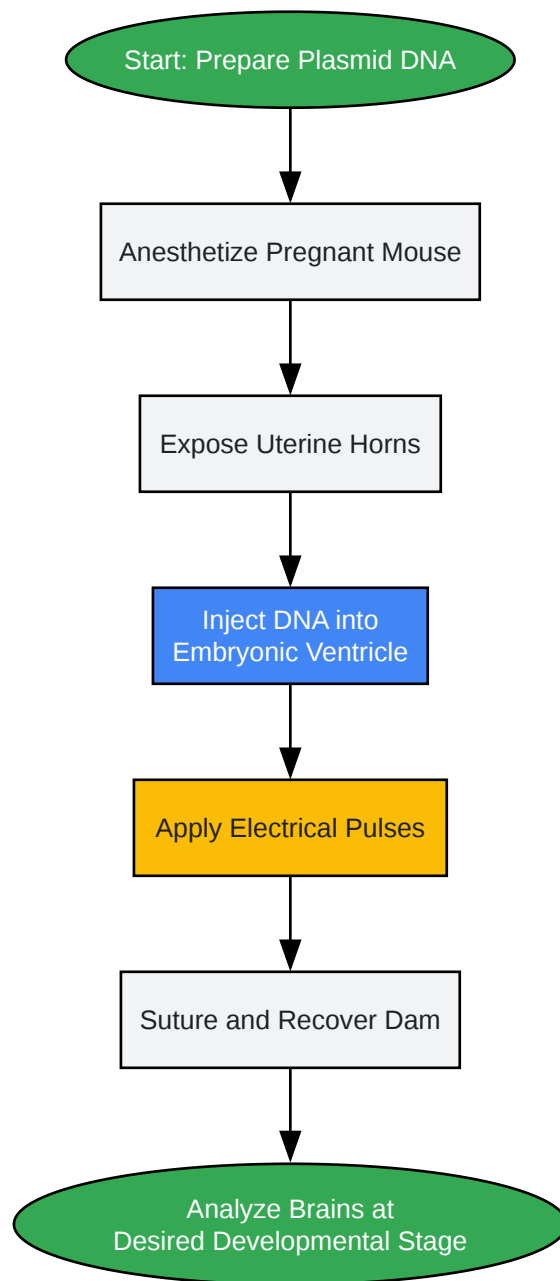 Start: Prepare Plasmid DNA
Anesthetize Pregnant Mouse
Expose Uterine Horns
Inject DNA into
Embryonic Ventricle
Apply Electrical Pulses
Suture and Recover Dam
Analyze Brains at
Desired Developmental Stage